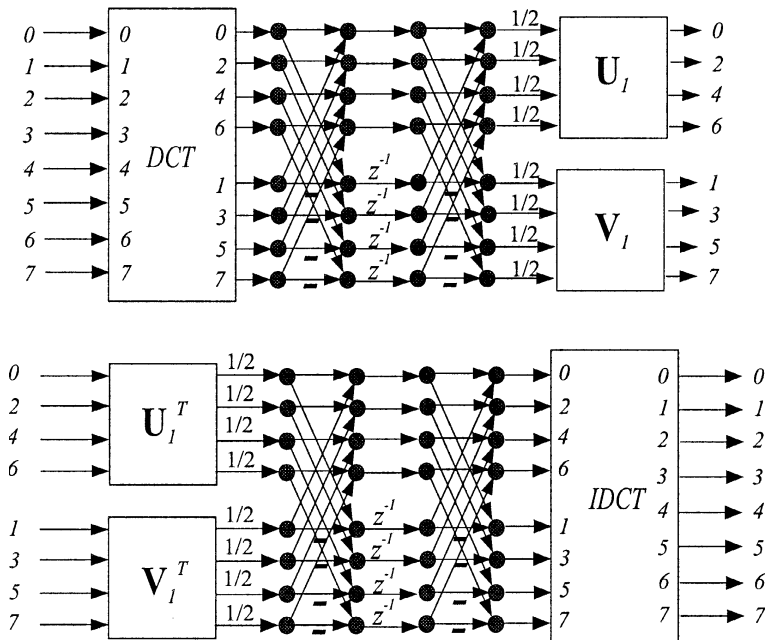 0 0 0 1/2 0
1 1 2 1/2 U₁ 2
2 2 4 1/2 4
3 3 6 1/2 6
4 4 DCT 1 z⁻¹ 1/2 1
5 5 3 - z⁻¹ - 1/2 V₁ 3
6 6 5 - z⁻¹ - 1/2 5
7 7 7 - z⁻¹ - 1/2 7
-
-
0 1/2 0 0 0
2 U₁ᵀ 1/2 2 1 1
4 1/2 4 2 2
6 1/2 6 3 3
1 1/2 z⁻¹ 1 IDCT 4 4
3 V₁ᵀ 1/2 - z⁻¹ - 3 5 5
5 1/2 - z⁻¹ - 5 6 6
7 1/2 - z⁻¹ - 7 7 7
-
-